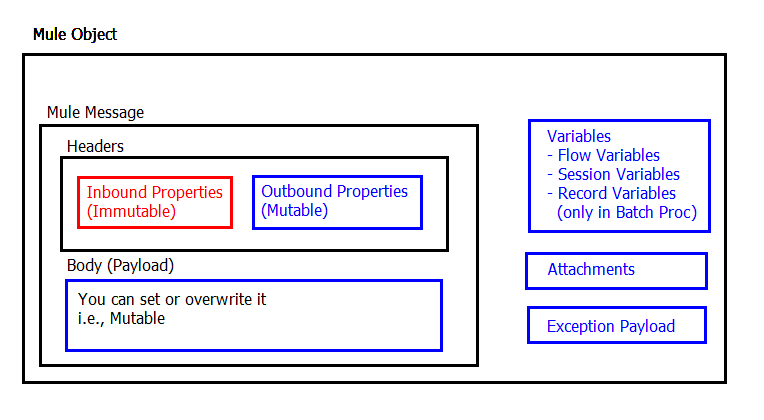 Mule Object
Mule Message
Headers
Inbound Properties
(Immutable)
Outbound Properties
(Mutable)
Body (Payload)
You can set or overwrite it
i.e., Mutable
Variables
- Flow Variables
- Session Variables
- Record Variables
(only in Batch Proc)
Attachments
Exception Payload